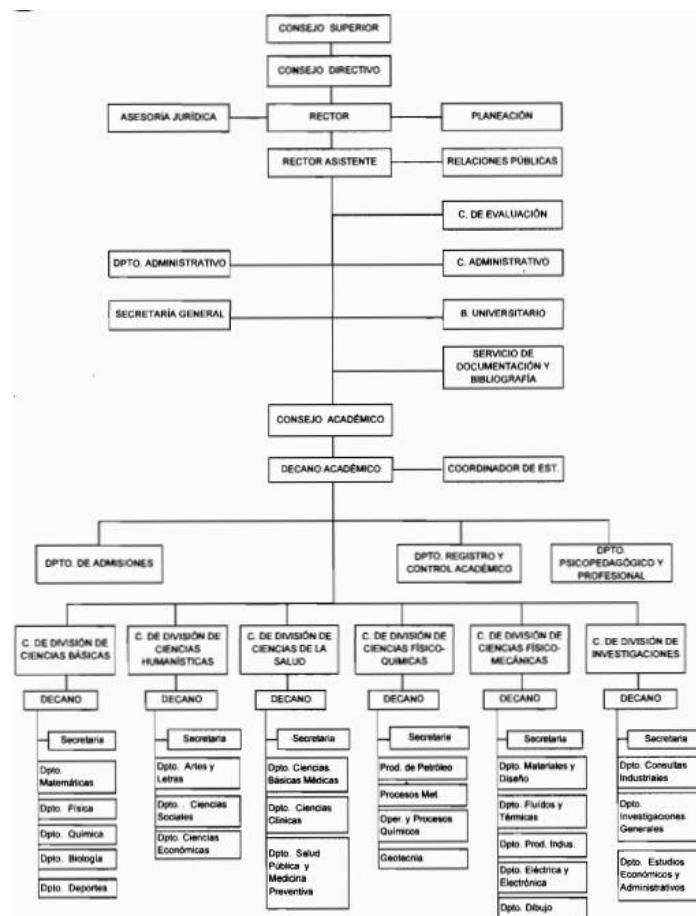 CONSEJO SUPERIOR
CONSEJO DIRECTIVO
ASESORÍA JURÍDICA
RECTOR
PLANEACIÓN
RECTOR ASISTENTE
RELACIONES PÚBLICAS
C. DE EVALUACIÓN
DPTO. ADMINISTRATIVO
C. ADMINISTRATIVO
SECRETARÍA GENERAL
B. UNIVERSITARIO
SERVICIO DE
DOCUMENTACIÓN Y
BIBLIOGRAFÍA
CONSEJO ACADÉMICO
DECANO ACADÉMICO
COORDINADOR DE EST.
DPTO. DE ADMISIONES
DPTO. REGISTRO Y
CONTROL ACADÉMICO
DPTO.
PSICOPEDAGÓGICO Y
PROFESIONAL
C. DE DIVISIÓN DE
CIENCIAS BÁSICAS
DECANO
Secretaria
Dpto.
Matemáticas
Dpto. Física
Dpto. Química
Dpto. Biología
Dpto. Deportes
C. DE DIVISIÓN DE
CIENCIAS
HUMANÍSTICAS
DECANO
Secretaria
Dpto. Artes y
Letras
Dpto. . Ciencias
Sociales
Dpto. Ciencias
Económicas
C. DE DIVISIÓN DE
CIENCIAS DE LA
SALUD
DECANO
Secretaria
Dpto. Ciencias.
Básicas Médicas
Dpto. Ciencias
Clínicas
Dpto. Salud
Pública y
Medicina
Preventiva
C. DE DIVISIÓN DE
CIENCIAS FÍSICO-
QUIMICAS
DECANO
Secretaria
Prod. de Petróleo
Procesos Met.
Oper. y Procesos
Químicos
Geotecnia
C. DE DIVISIÓN DE
CIENCIAS FÍSICO-
MECÁNICAS
DECANO
Secretaria
Dpto. Materiales y
Diseño
Dpto. Fluídos y
Térmicas
Dpto. Prod. Indus.
Dpto. Eléctrica y
Electrónica
Dpto. Dibujo
C. DE DIVISIÓN DE
INVESTIGACIONES
DECANO
Secretaria
Dpto. Consultas
Industriales
Dpto.
Investigaciones
Generales
Dpto. Estudios
Económicos y
Administrativos